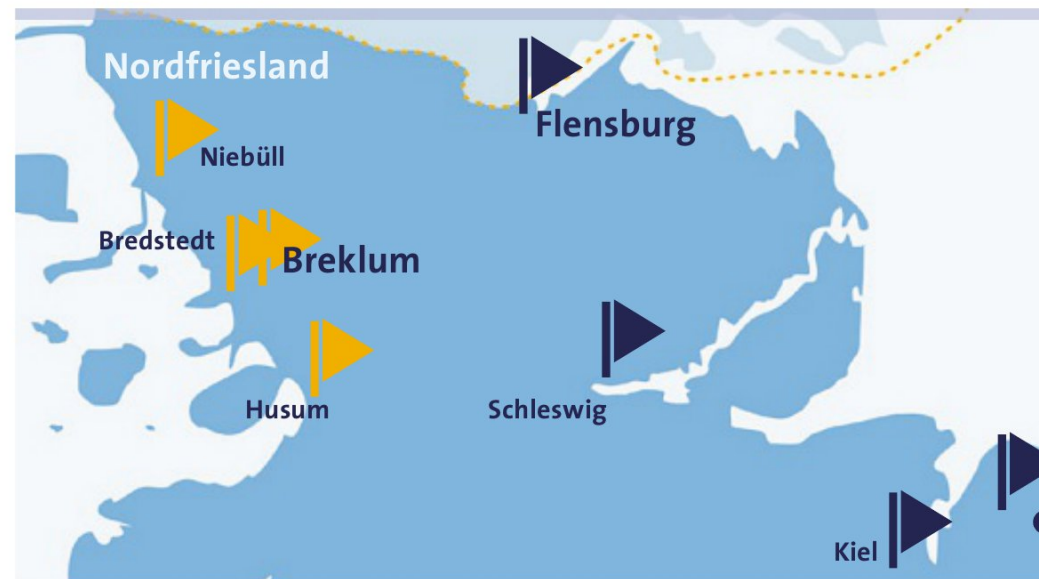 Nordfriesland
Flensburg
Niebüll
Bredstedt
Breklum
Husum
Schleswig
Kiel